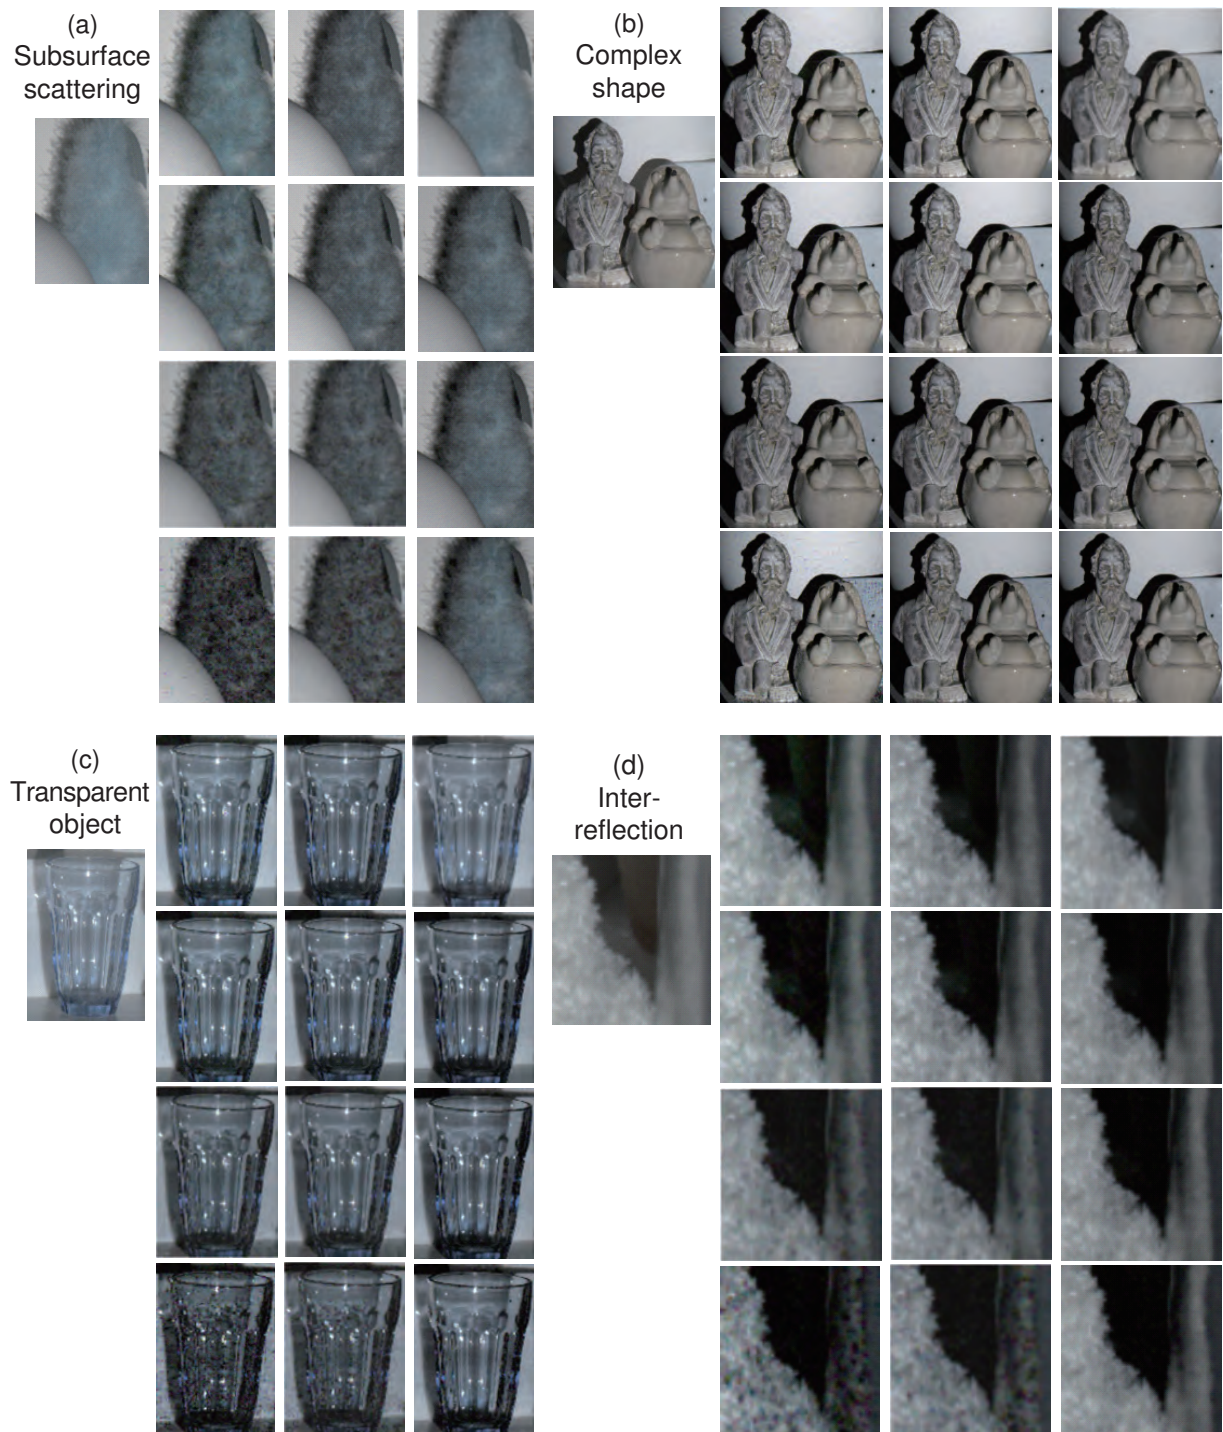 (a)
Subsurface
scattering
(b)
Complex
shape
(c)
Transparent
object
(d)
Inter-
reflection